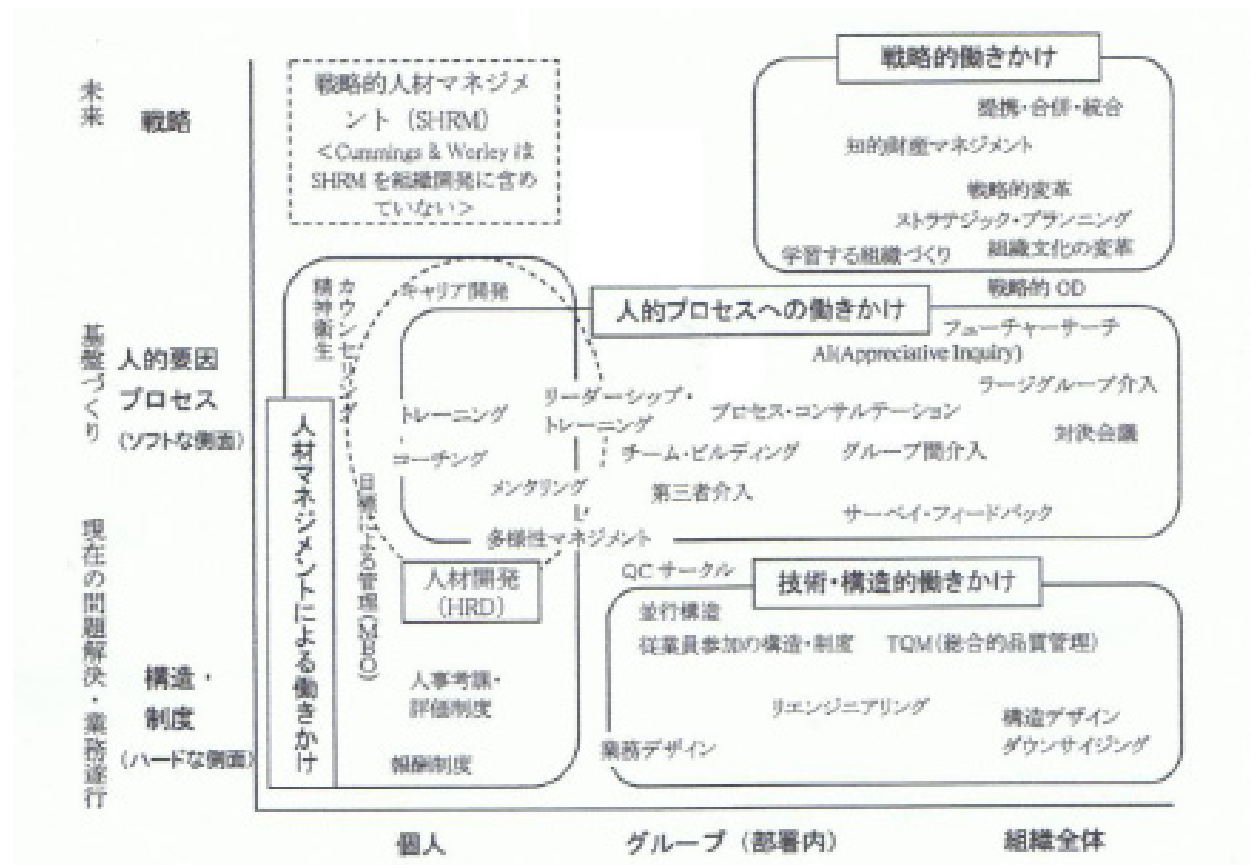 未来
戦略
戦略的人材マネジメ
ント (SHRM)
<Cummings & Worley は
SHRM を組織開発に含め
ていない>
戦略的働きかけ
提携・合併・統合
知的財産マネジメント
戦略的変革
ストラテジック・プランニング
学習する組織づくり
組織文化の変革
戦略的 OD
基盤づくり
人的要因
プロセス
(ソフトな側面)
精神衛生
カウンセリング
キャリア開発
人的プロセスへの働きかけ
フューチャーサーチ
AI(Appreciative Inquiry)
ラージグループ介入
トレーニング
リーダーシップ・
トレーニング
プロセス・コンサルテーション
対決会議
コーチング
チーム・ビルディング
グループ間介入
メンタリング
第三者介入
サーベイ・フィードバック
多様性マネジメント
人材マネジメントによる働きかけ
目標による管理(MBO)
人材開発
(HRD)
現在の問題解決・業務遂行
構造・
制度
(ハードな側面)
人事考課・
評価制度
報酬制度
QC サークル
技術・構造的働きかけ
並行構造
従業員参加の構造・制度
TQM(総合的品質管理)
リエンジニアリング
構造デザイン
業務デザイン
ダウンサイジング
個人
グループ (部署内)
組織全体